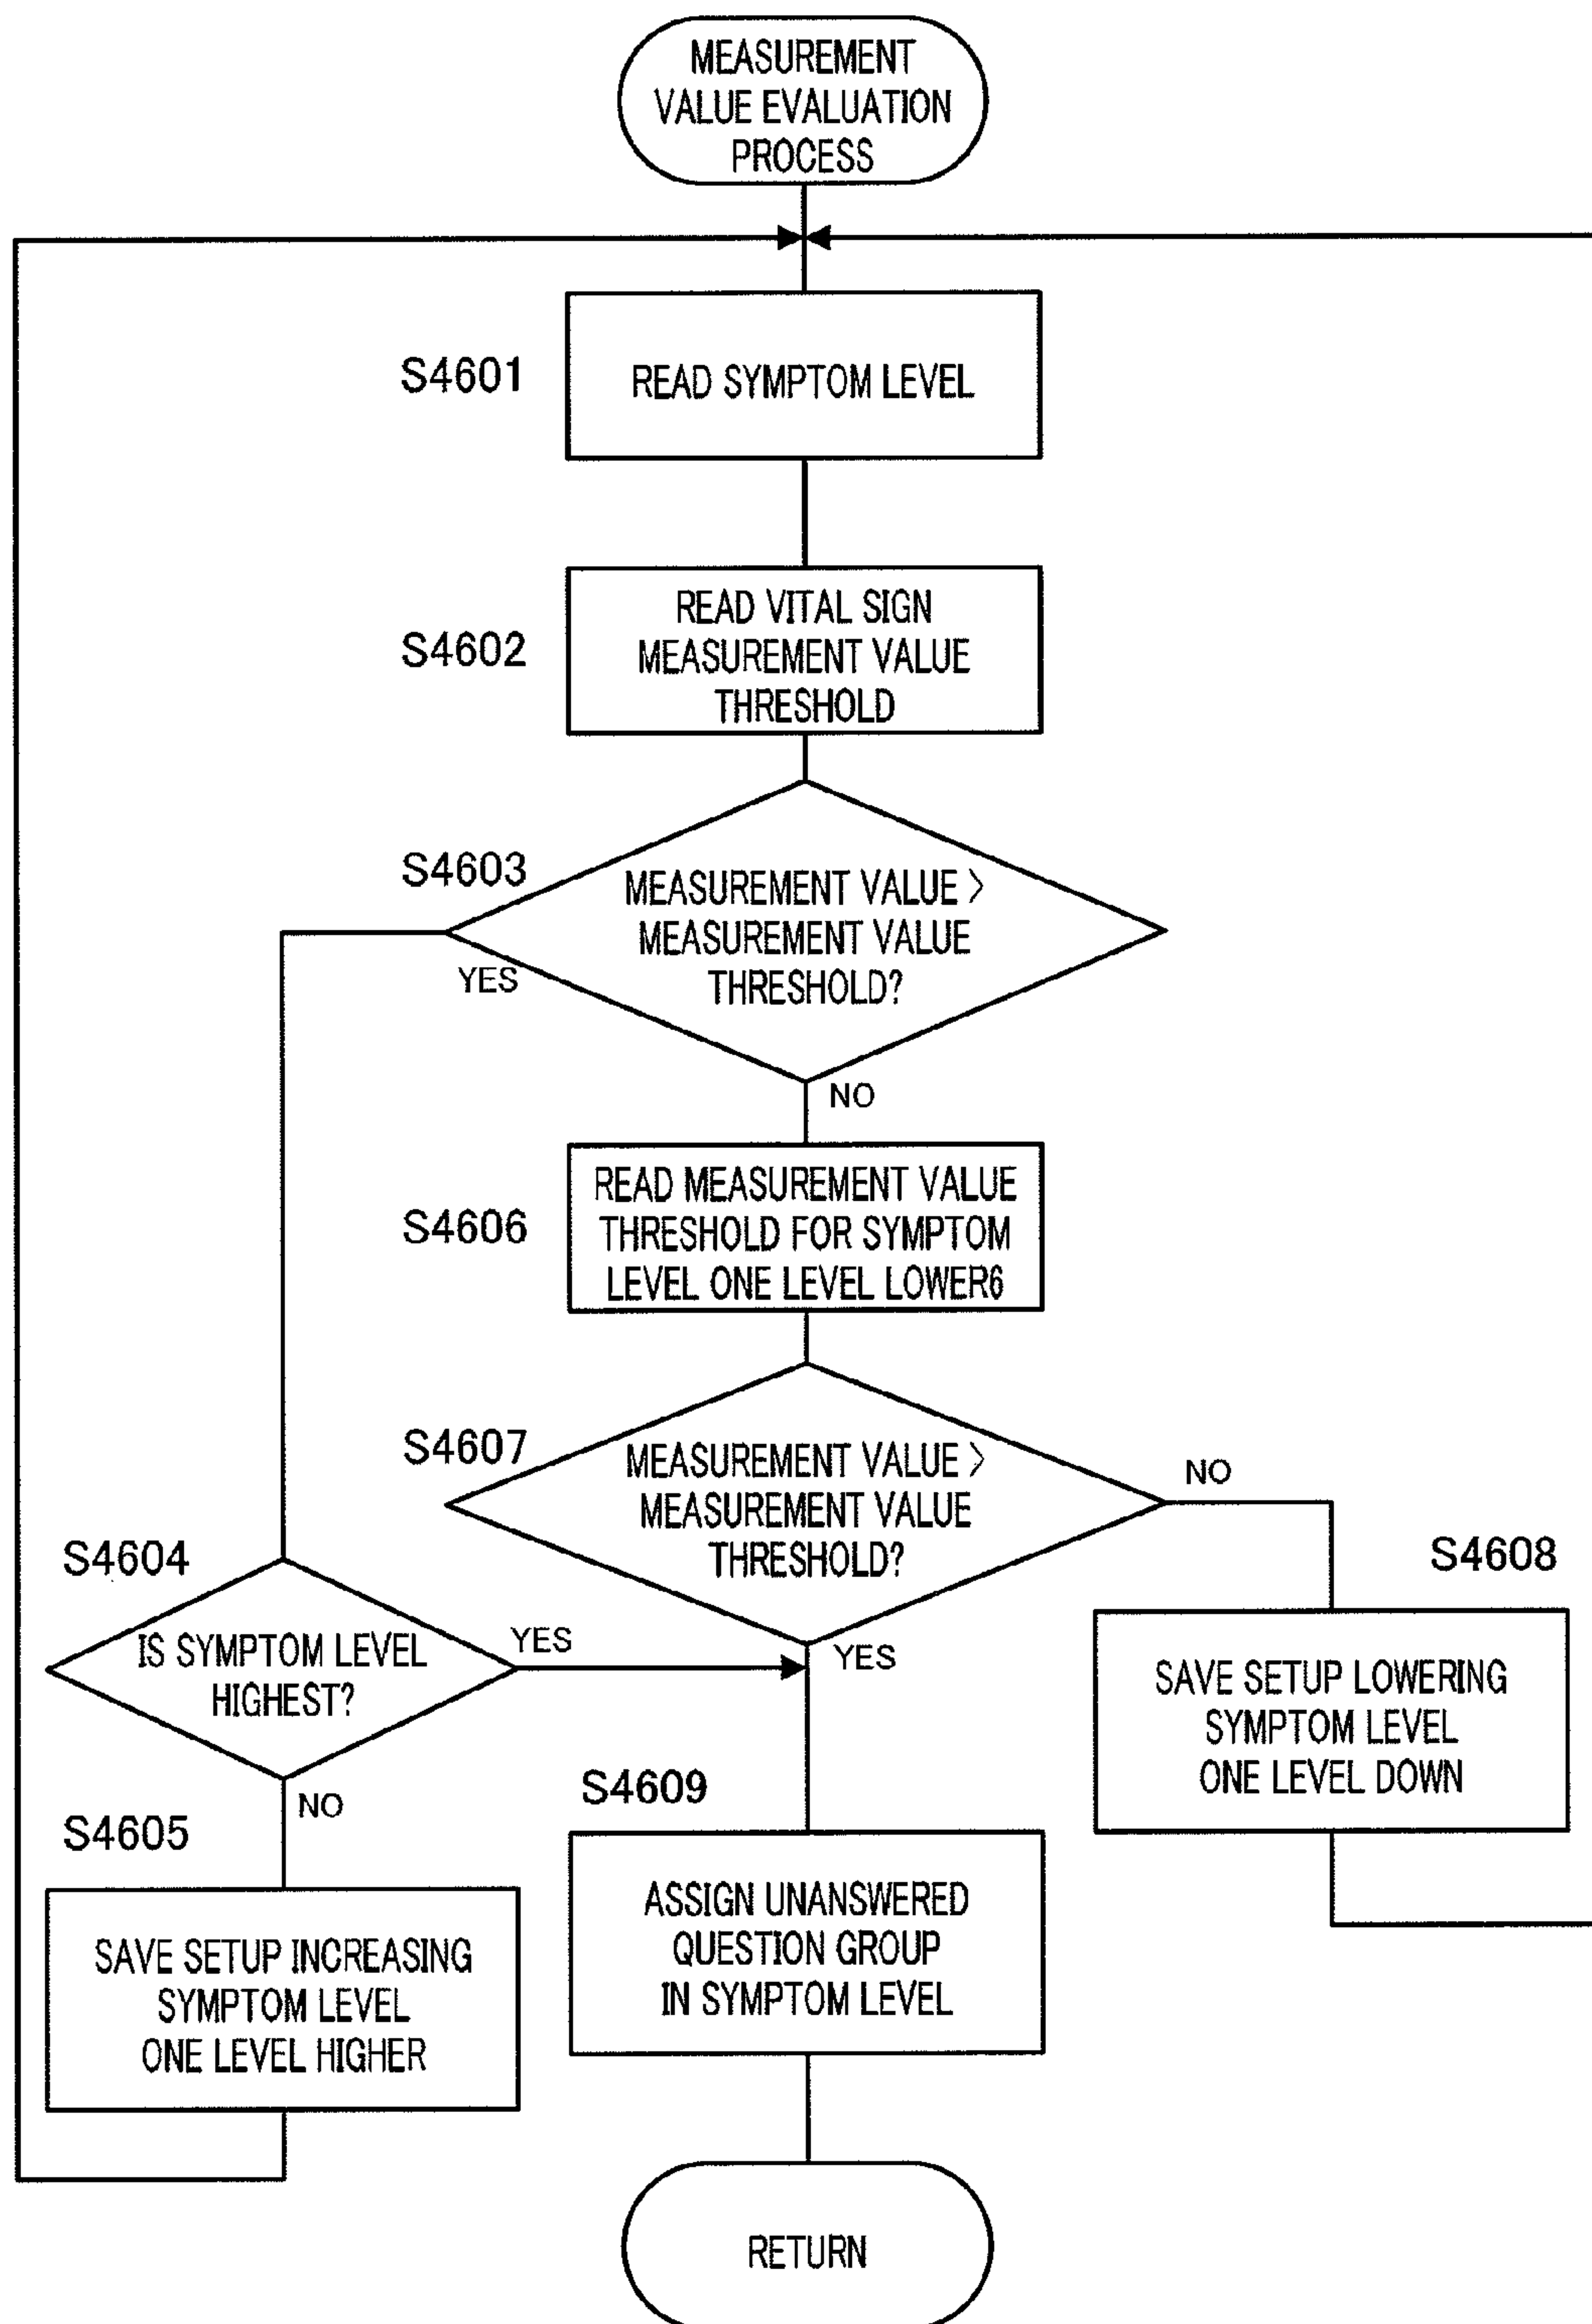 MEASUREMENT
VALUE EVALUATION
PROCESS
S4601
READ SYMPTOM LEVEL
S4602
READ VITAL SIGN
MEASUREMENT VALUE
THRESHOLD
S4603
MEASUREMENT VALUE >
MEASUREMENT VALUE
THRESHOLD?
YES
NO
S4606
READ MEASUREMENT VALUE
THRESHOLD FOR SYMPTOM
LEVEL ONE LEVEL LOWER6
S4607
MEASUREMENT VALUE >
MEASUREMENT VALUE
THRESHOLD?
NO
YES
S4604
IS SYMPTOM LEVEL
HIGHEST?
YES
NO
S4608
SAVE SETUP LOWERING
SYMPTOM LEVEL
ONE LEVEL DOWN
S4605
SAVE SETUP INCREASING
SYMPTOM LEVEL
ONE LEVEL HIGHER
S4609
ASSIGN UNANSWERED
QUESTION GROUP
IN SYMPTOM LEVEL
RETURN